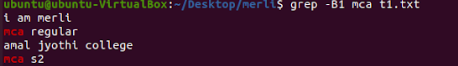 ubuntu@ubuntu-VirtualBox:~/Desktop/merli$ grep -B1 mca t1.txt
i am merli
mca regular
amal jyothi college
mca s2